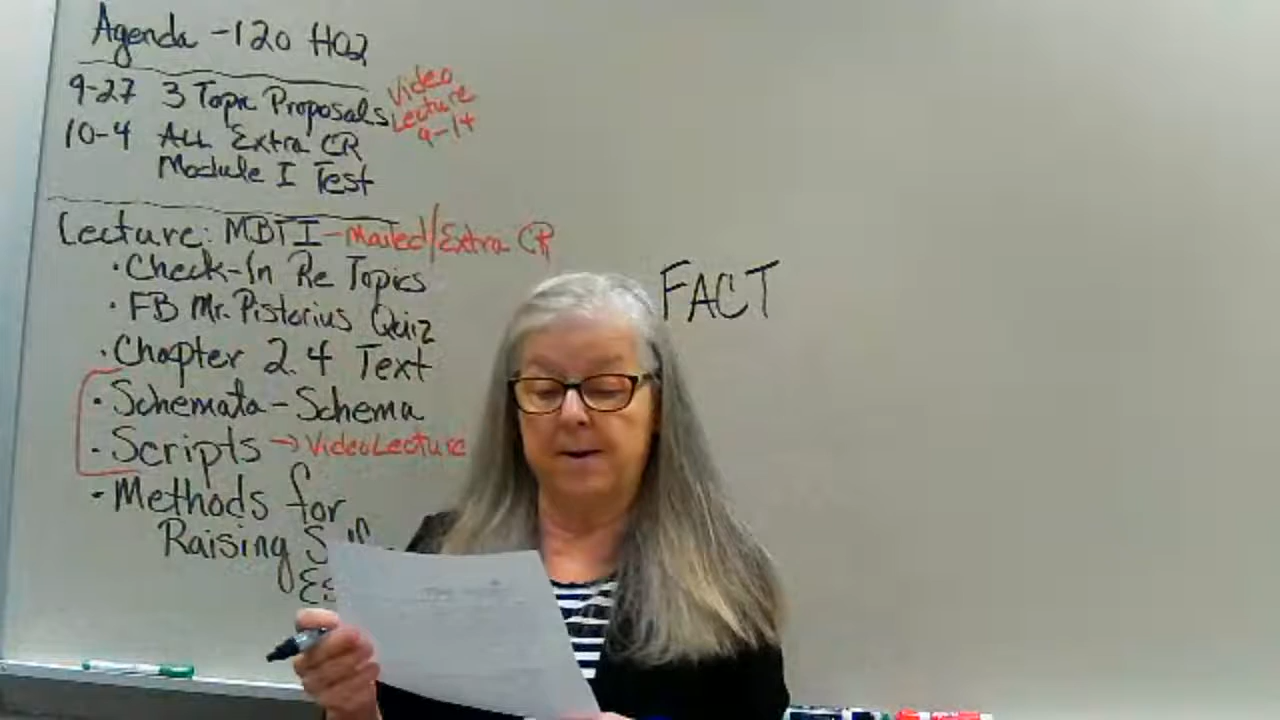 Agenda - 120 HO2
9-27 3 Topic Proposals
Video
Lecture
9-14
10-4 ALL Extra CR
Module I Test
Lecture: MBTI - Mailed/Extra CR
• Check-In Re Topics
• FB Mr. Pistorius Quiz
• Chapter 2.4 Text
• Schemata - Schema
• Scripts → Video Lecture
• Methods for
Raising
FACT